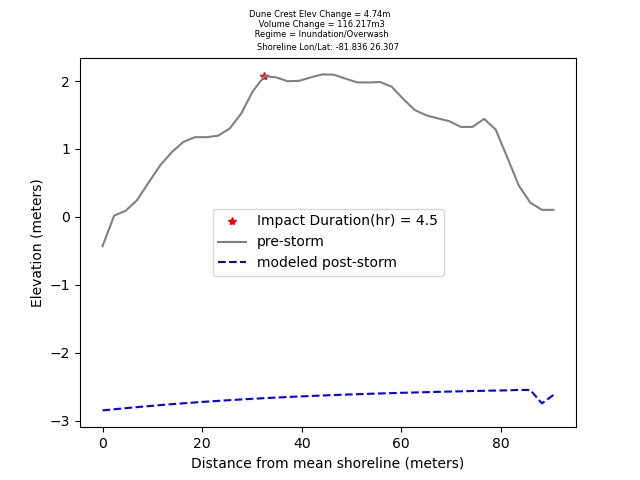 Dune Crest Elev Change = 4.74m
Volume Change = 116.217m3
Regime = Inundation/Overwash
Shoreline Lon/Lat: -81.836 26.307
2
1
0
−1
−2
−3
Elevation (meters)
Impact Duration(hr) = 4.5
pre-storm
modeled post-storm
0 20 40 60 80
Distance from mean shoreline (meters)